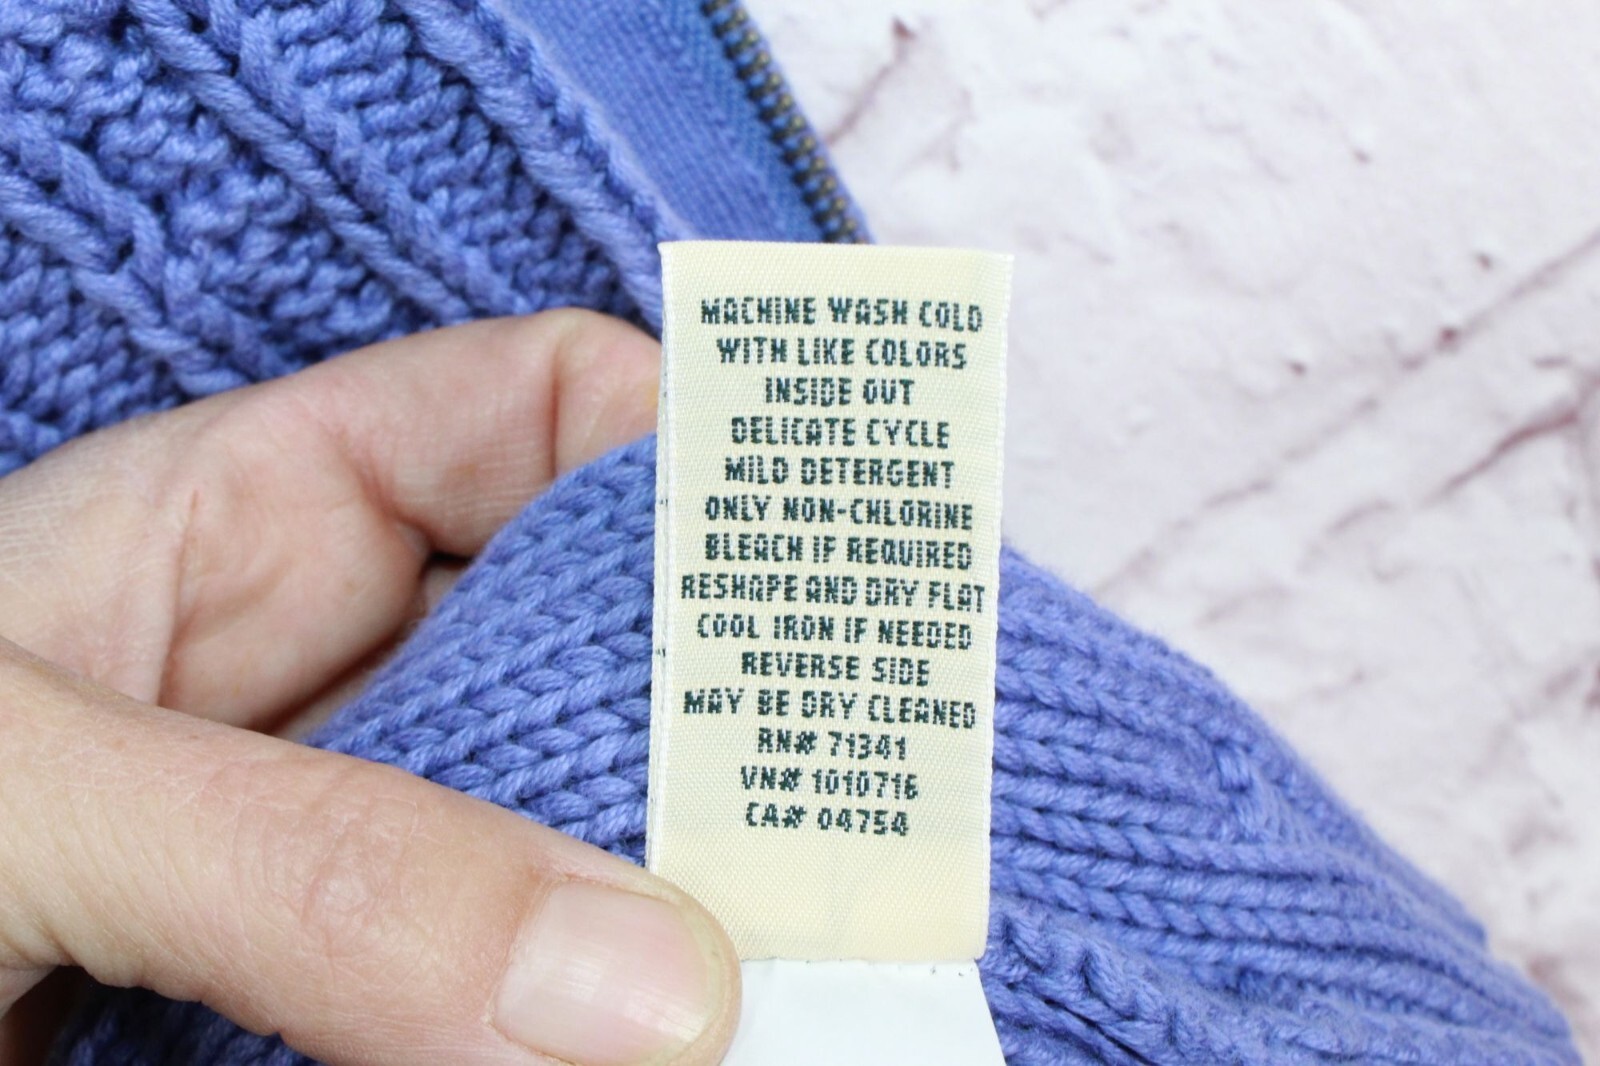 MACHINE WASH COLD
WITH LIKE COLORS
INSIDE OUT
DELICATE CYCLE
MILD DETERGENT
ONLY NON-CHLORINE
BLEACH IF REQUIRED
RESHAPE AND DRY FLAT
COOL IRON IF NEEDED
REVERSE SIDE
MAY BE DRY CLEANED
RN# 71341
VN# 1010716
CA# 04754